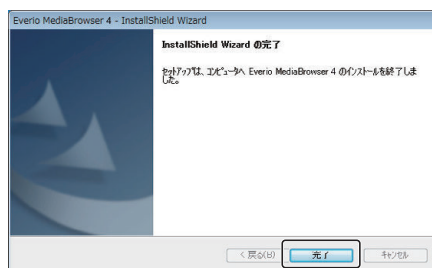 Everio MediaBrowser 4 - InstallShield Wizard
InstallShield Wizard の完了
セットアップは、コンピュータへ Everio MediaBrowser 4 のインストールを終了しま
した。
< 戻る(B)
完了
キャンセル